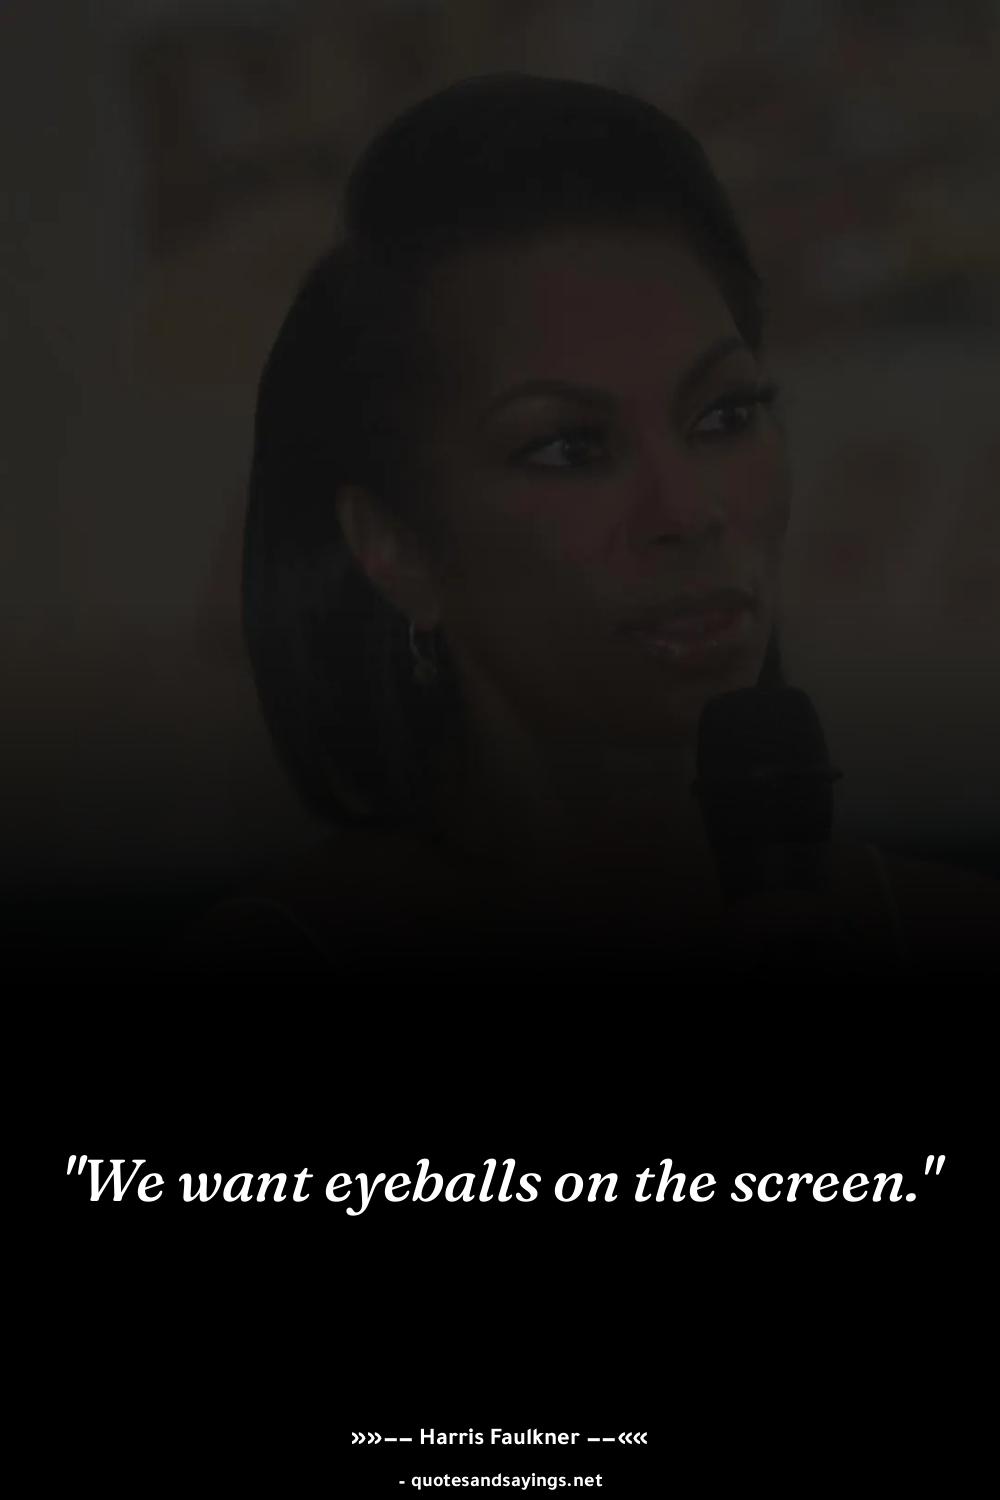 "We want eyeballs on the screen."
»»−− Harris Faulkner −−««
- quotesandsayings.net